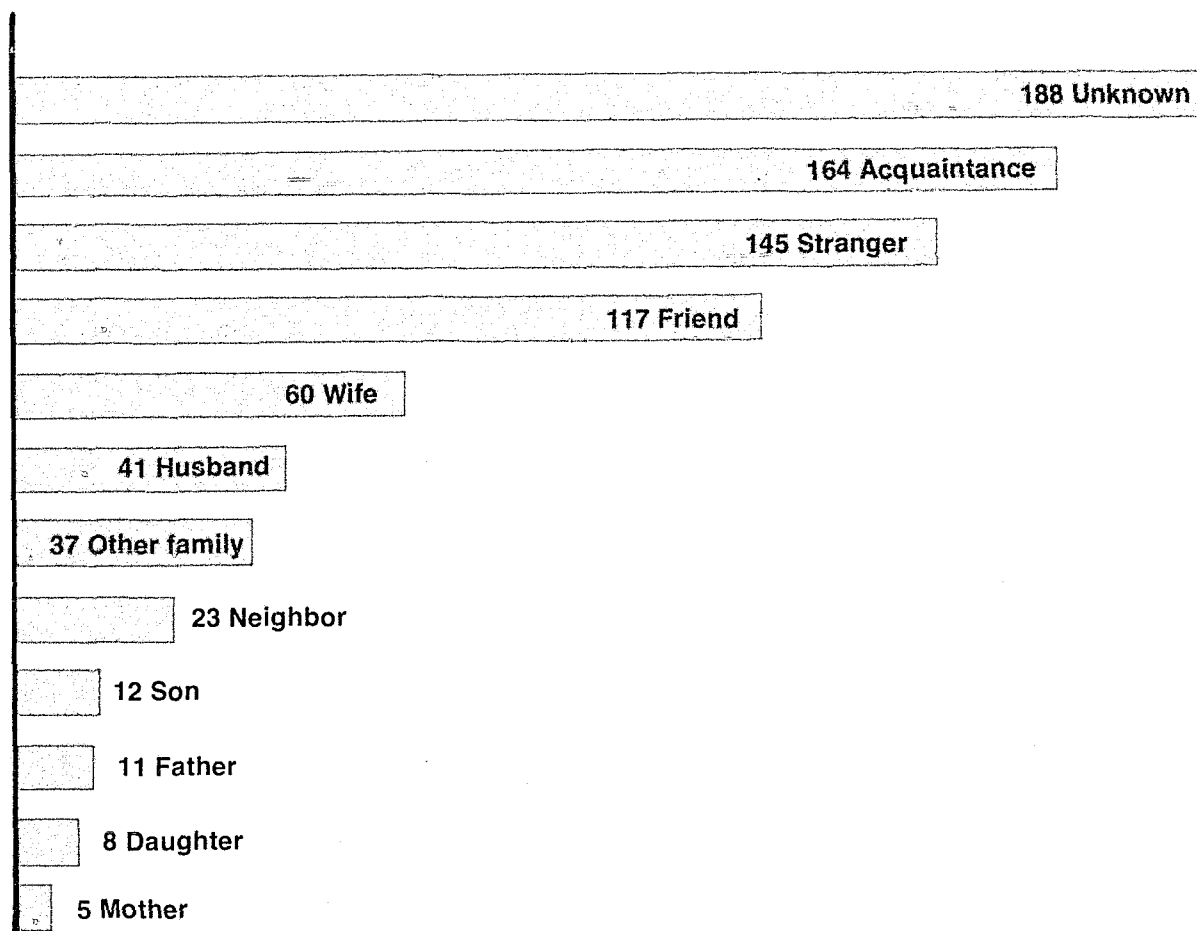 188 Unknown
164 Acquaintance
145 Stranger
117 Friend
60 Wife
41 Husband
37 Other family
23 Neighbor
12 Son
11 Father
8 Daughter
5 Mother